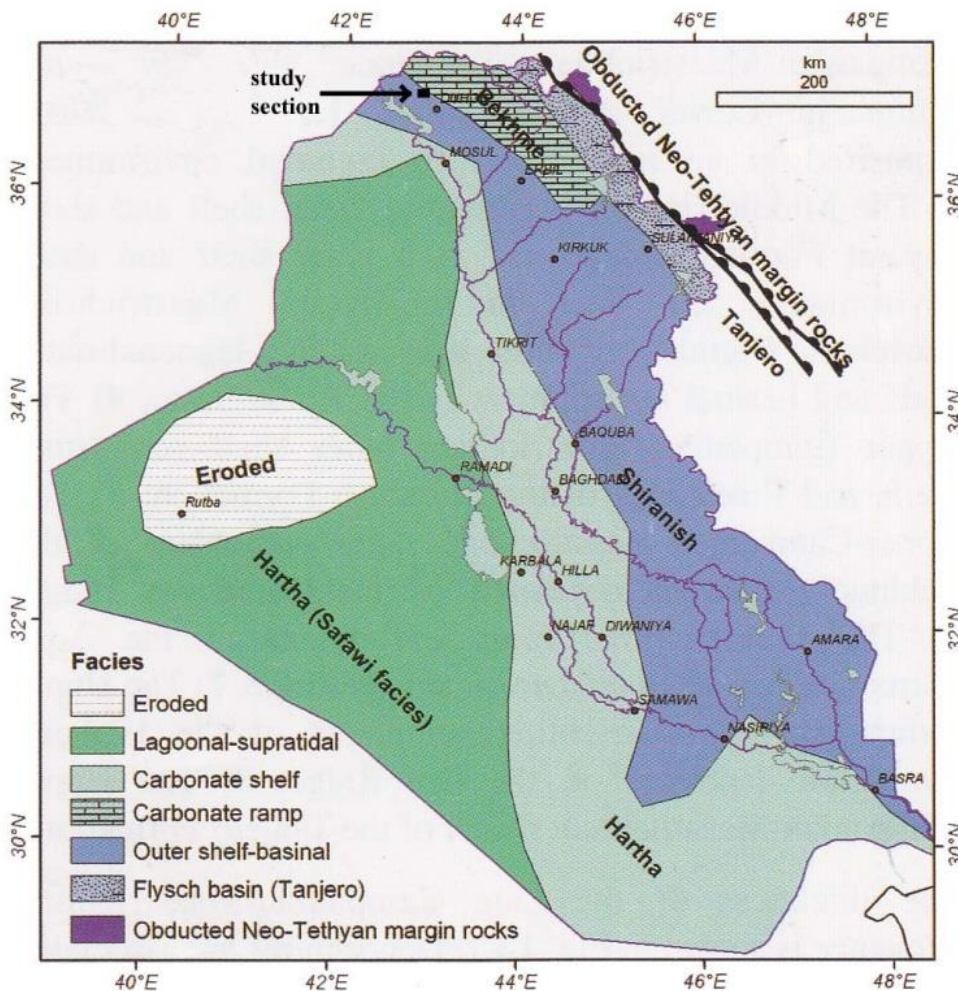 40°E 42°E 44°E 46°E 48°E
km
200
study
section
Obducted Neo-Tehtyan margin rocks
Bekhme
MOSUL
36°N
36°N
KIRKUK
Tanjero
TIKRIT
34°N
34°N
BAQUBA
Eroded
RAMADI
BAGHDAD
Shiranish
Rutba
KARBALA
HILLA
32°N
32°N
Hartha (Safawi facies)
NAJAF
DIWANIYA
AMARA
SAMAWA
NASIRIYA
BASRA
30°N
30°N
Hartha
Facies
Eroded
Lagoonal-supratidal
Carbonate shelf
Carbonate ramp
Outer shelf-basinal
Flysch basin (Tanjero)
Obducted Neo-Tethyan margin rocks
40°E 42°E 44°E 46°E 48°E